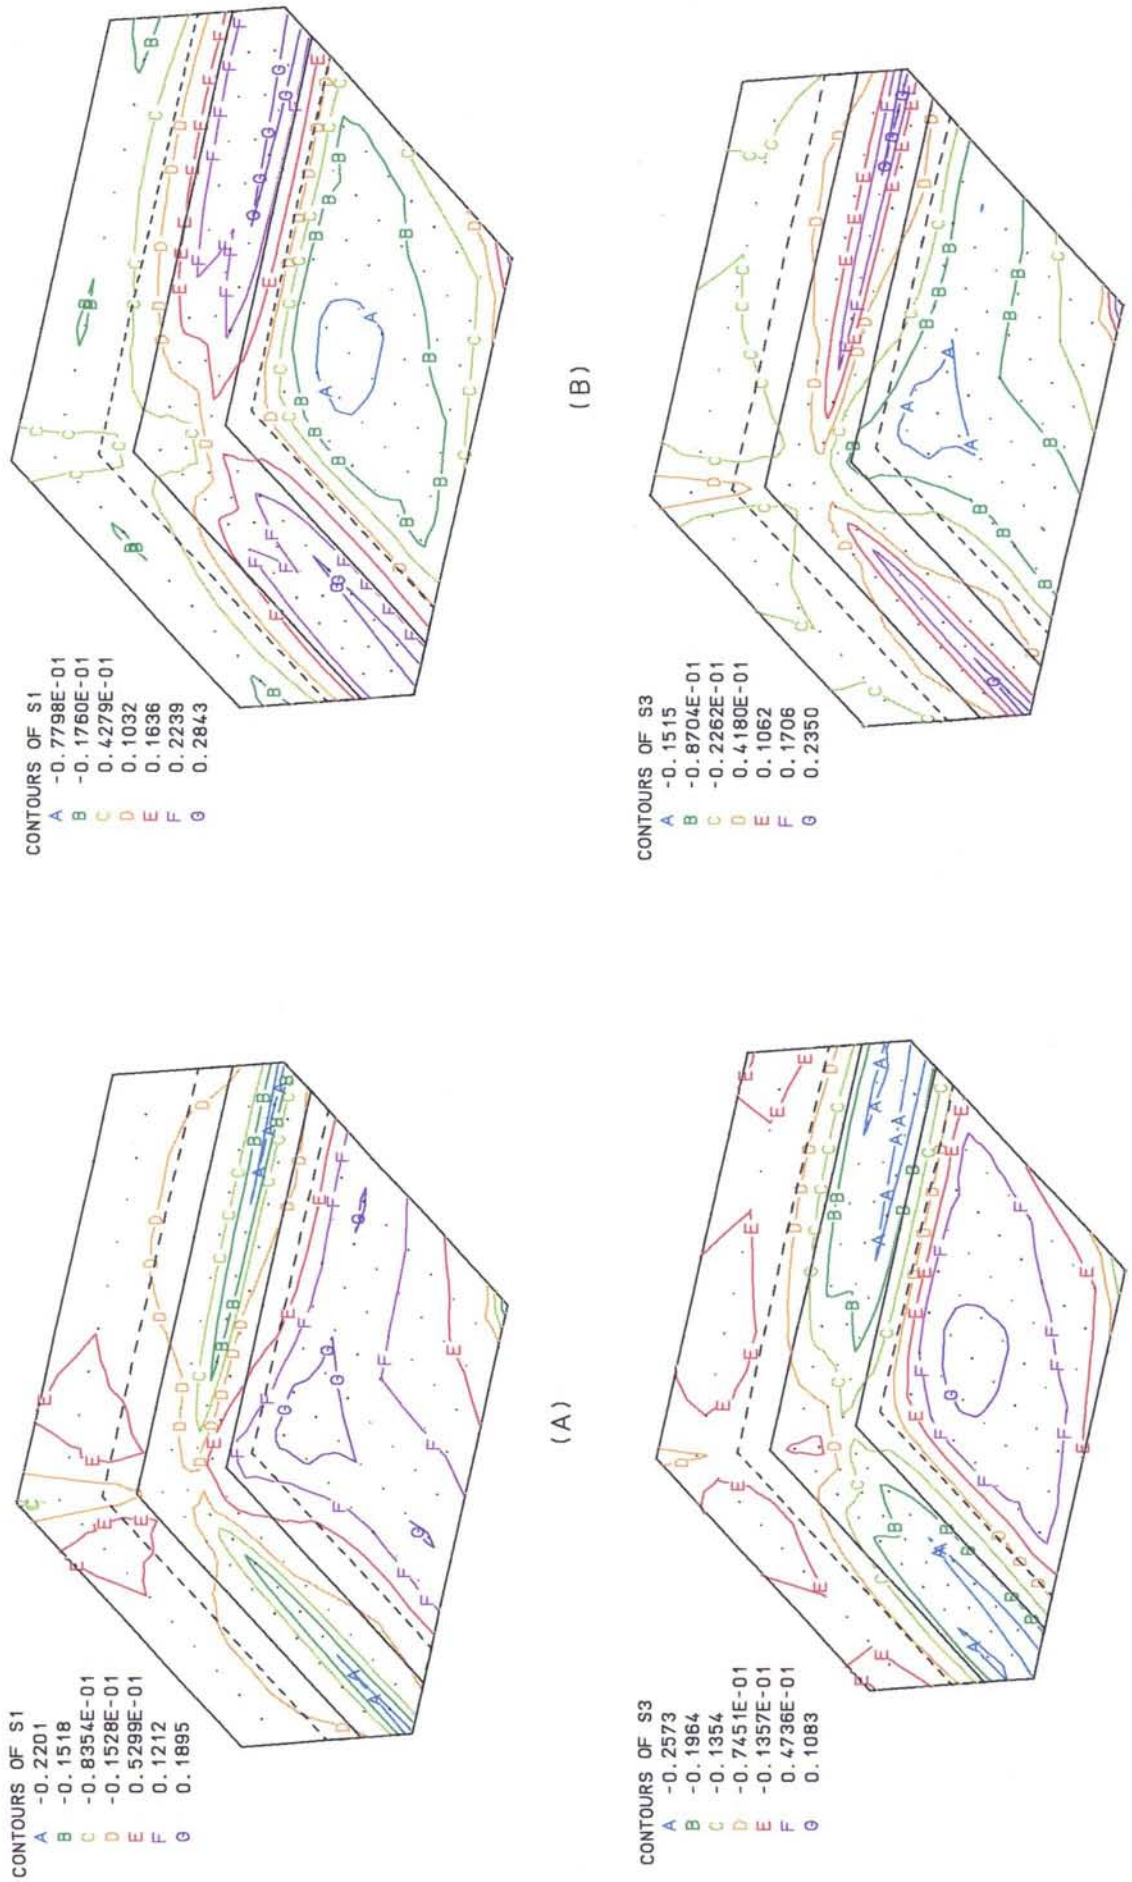 CONTOURS OF S1
A -0.7798E-01
B -0.1760E-01
C 0.4279E-01
D 0.1032
E 0.1636
F 0.2239
G 0.2843
(B)
CONTOURS OF S3
A -0.1515
B -0.8704E-01
C -0.2262E-01
D 0.4180E-01
E 0.1062
F 0.1706
G 0.2350
CONTOURS OF S1
A -0.2201
B -0.1518
C -0.8354E-01
D -0.1528E-01
E 0.5299E-01
F 0.1212
G 0.1895
(A)
CONTOURS OF S3
A -0.2573
B -0.1964
C -0.1354
D -0.7451E-01
E -0.1357E-01
F 0.4736E-01
G 0.1083